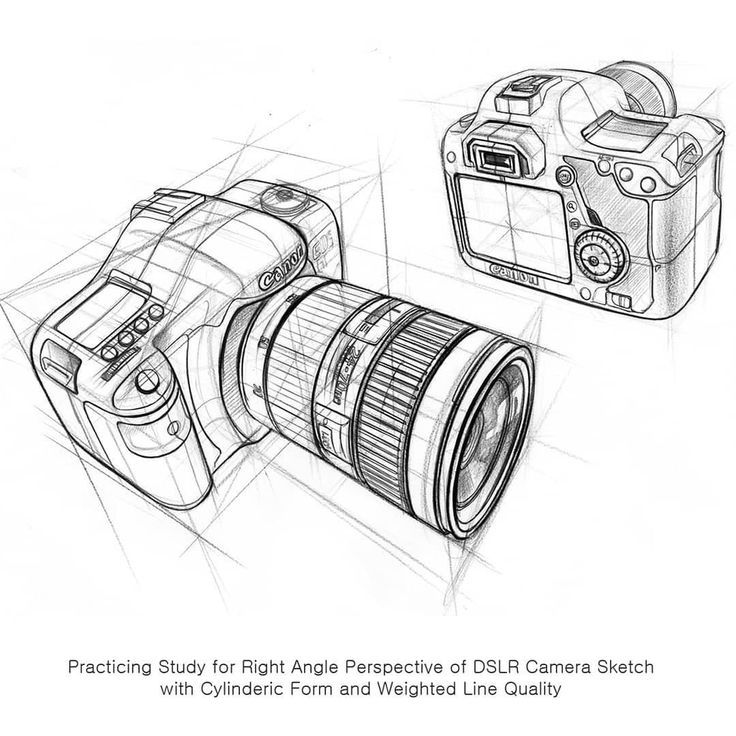 Canon
Canon
Practicing Study for Right Angle Perspective of DSLR Camera Sketch
with Cylinderic Form and Weighted Line Quality